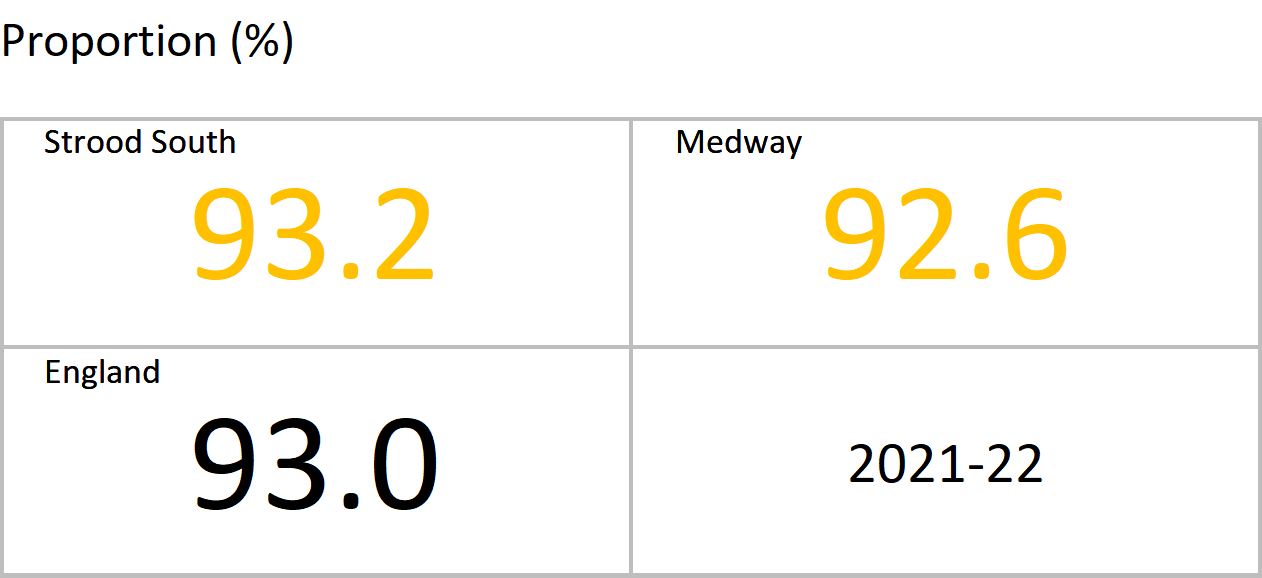 Proportion (%)
Strood South
93.2
Medway
92.6
England
93.0
2021-22